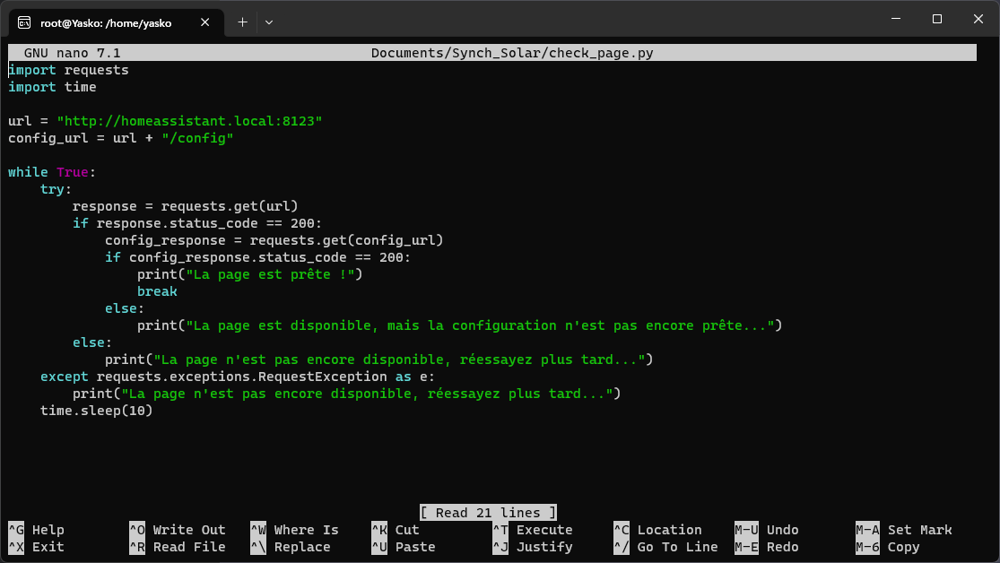 root@Yasko: /home/yasko
GNU nano 7.1 Documents/Synch_Solar/check_page.py
import requests
import time

url = "http://homeassistant.local:8123"
config_url = url + "/config"

while True:
    try:
        response = requests.get(url)
        if response.status_code == 200:
            config_response = requests.get(config_url)
            if config_response.status_code == 200:
                print("La page est prête !")
                break
            else:
                print("La page est disponible, mais la configuration n'est pas encore prête...")
        else:
            print("La page n'est pas encore disponible, réessayez plus tard...")
    except requests.exceptions.RequestException as e:
        print("La page n'est pas encore disponible, réessayez plus tard...")
    time.sleep(10)

[ Read 21 lines ]
^G Help ^O Write Out ^W Where Is ^K Cut ^T Execute ^C Location M-U Undo M-A Set Mark
^X Exit ^R Read File ^\ Replace ^U Paste ^J Justify ^/ Go To Line M-E Redo M-6 Copy